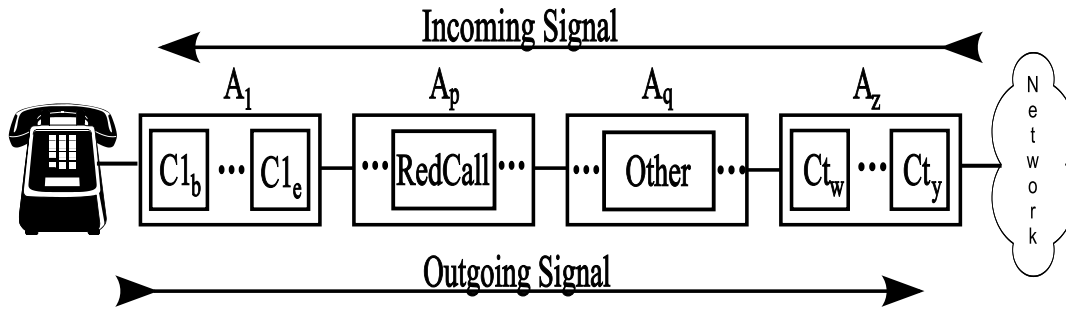 Incoming Signal
A1 Ap Aq Az
C1b ••• C1e ••• RedCall ••• ••• Other ••• Ctw ••• Cty
Network
Outgoing Signal